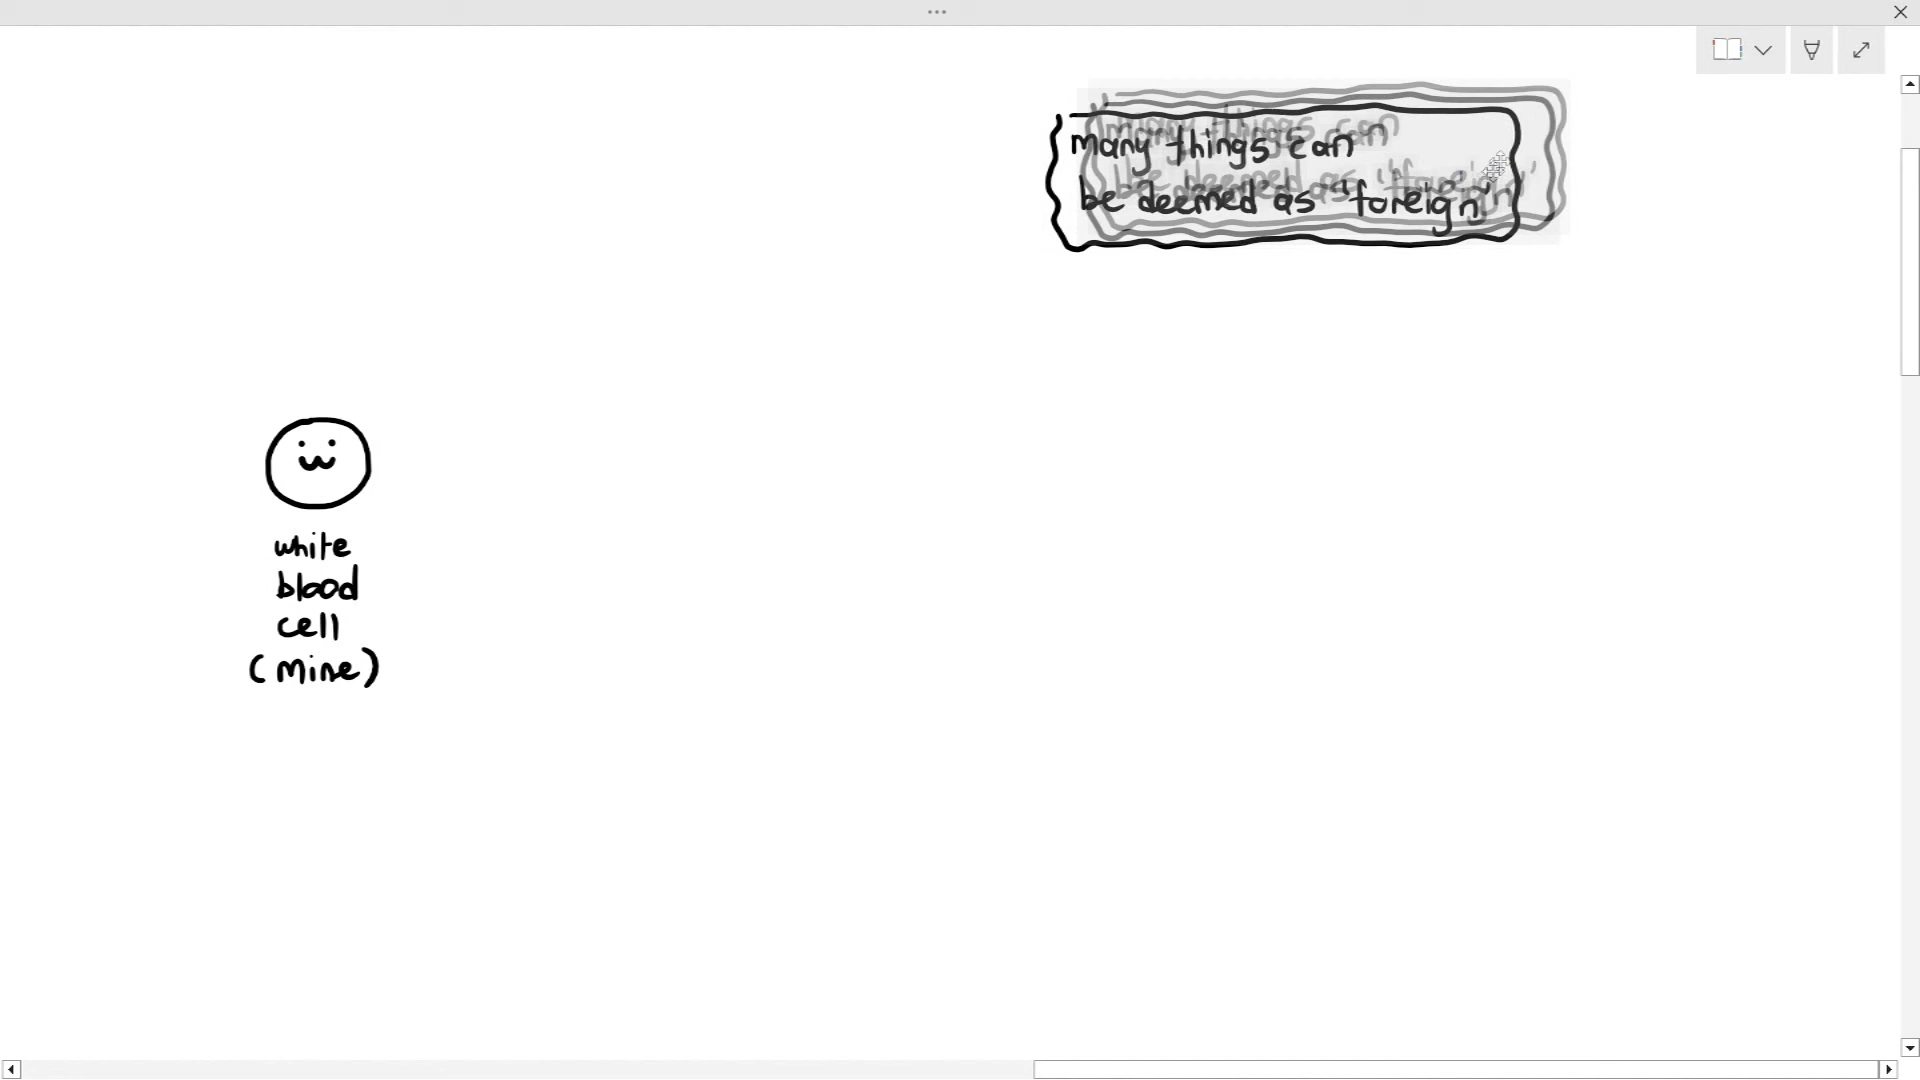 many things can
be deemed as 'foreign'
white
blood
cell
(mine)